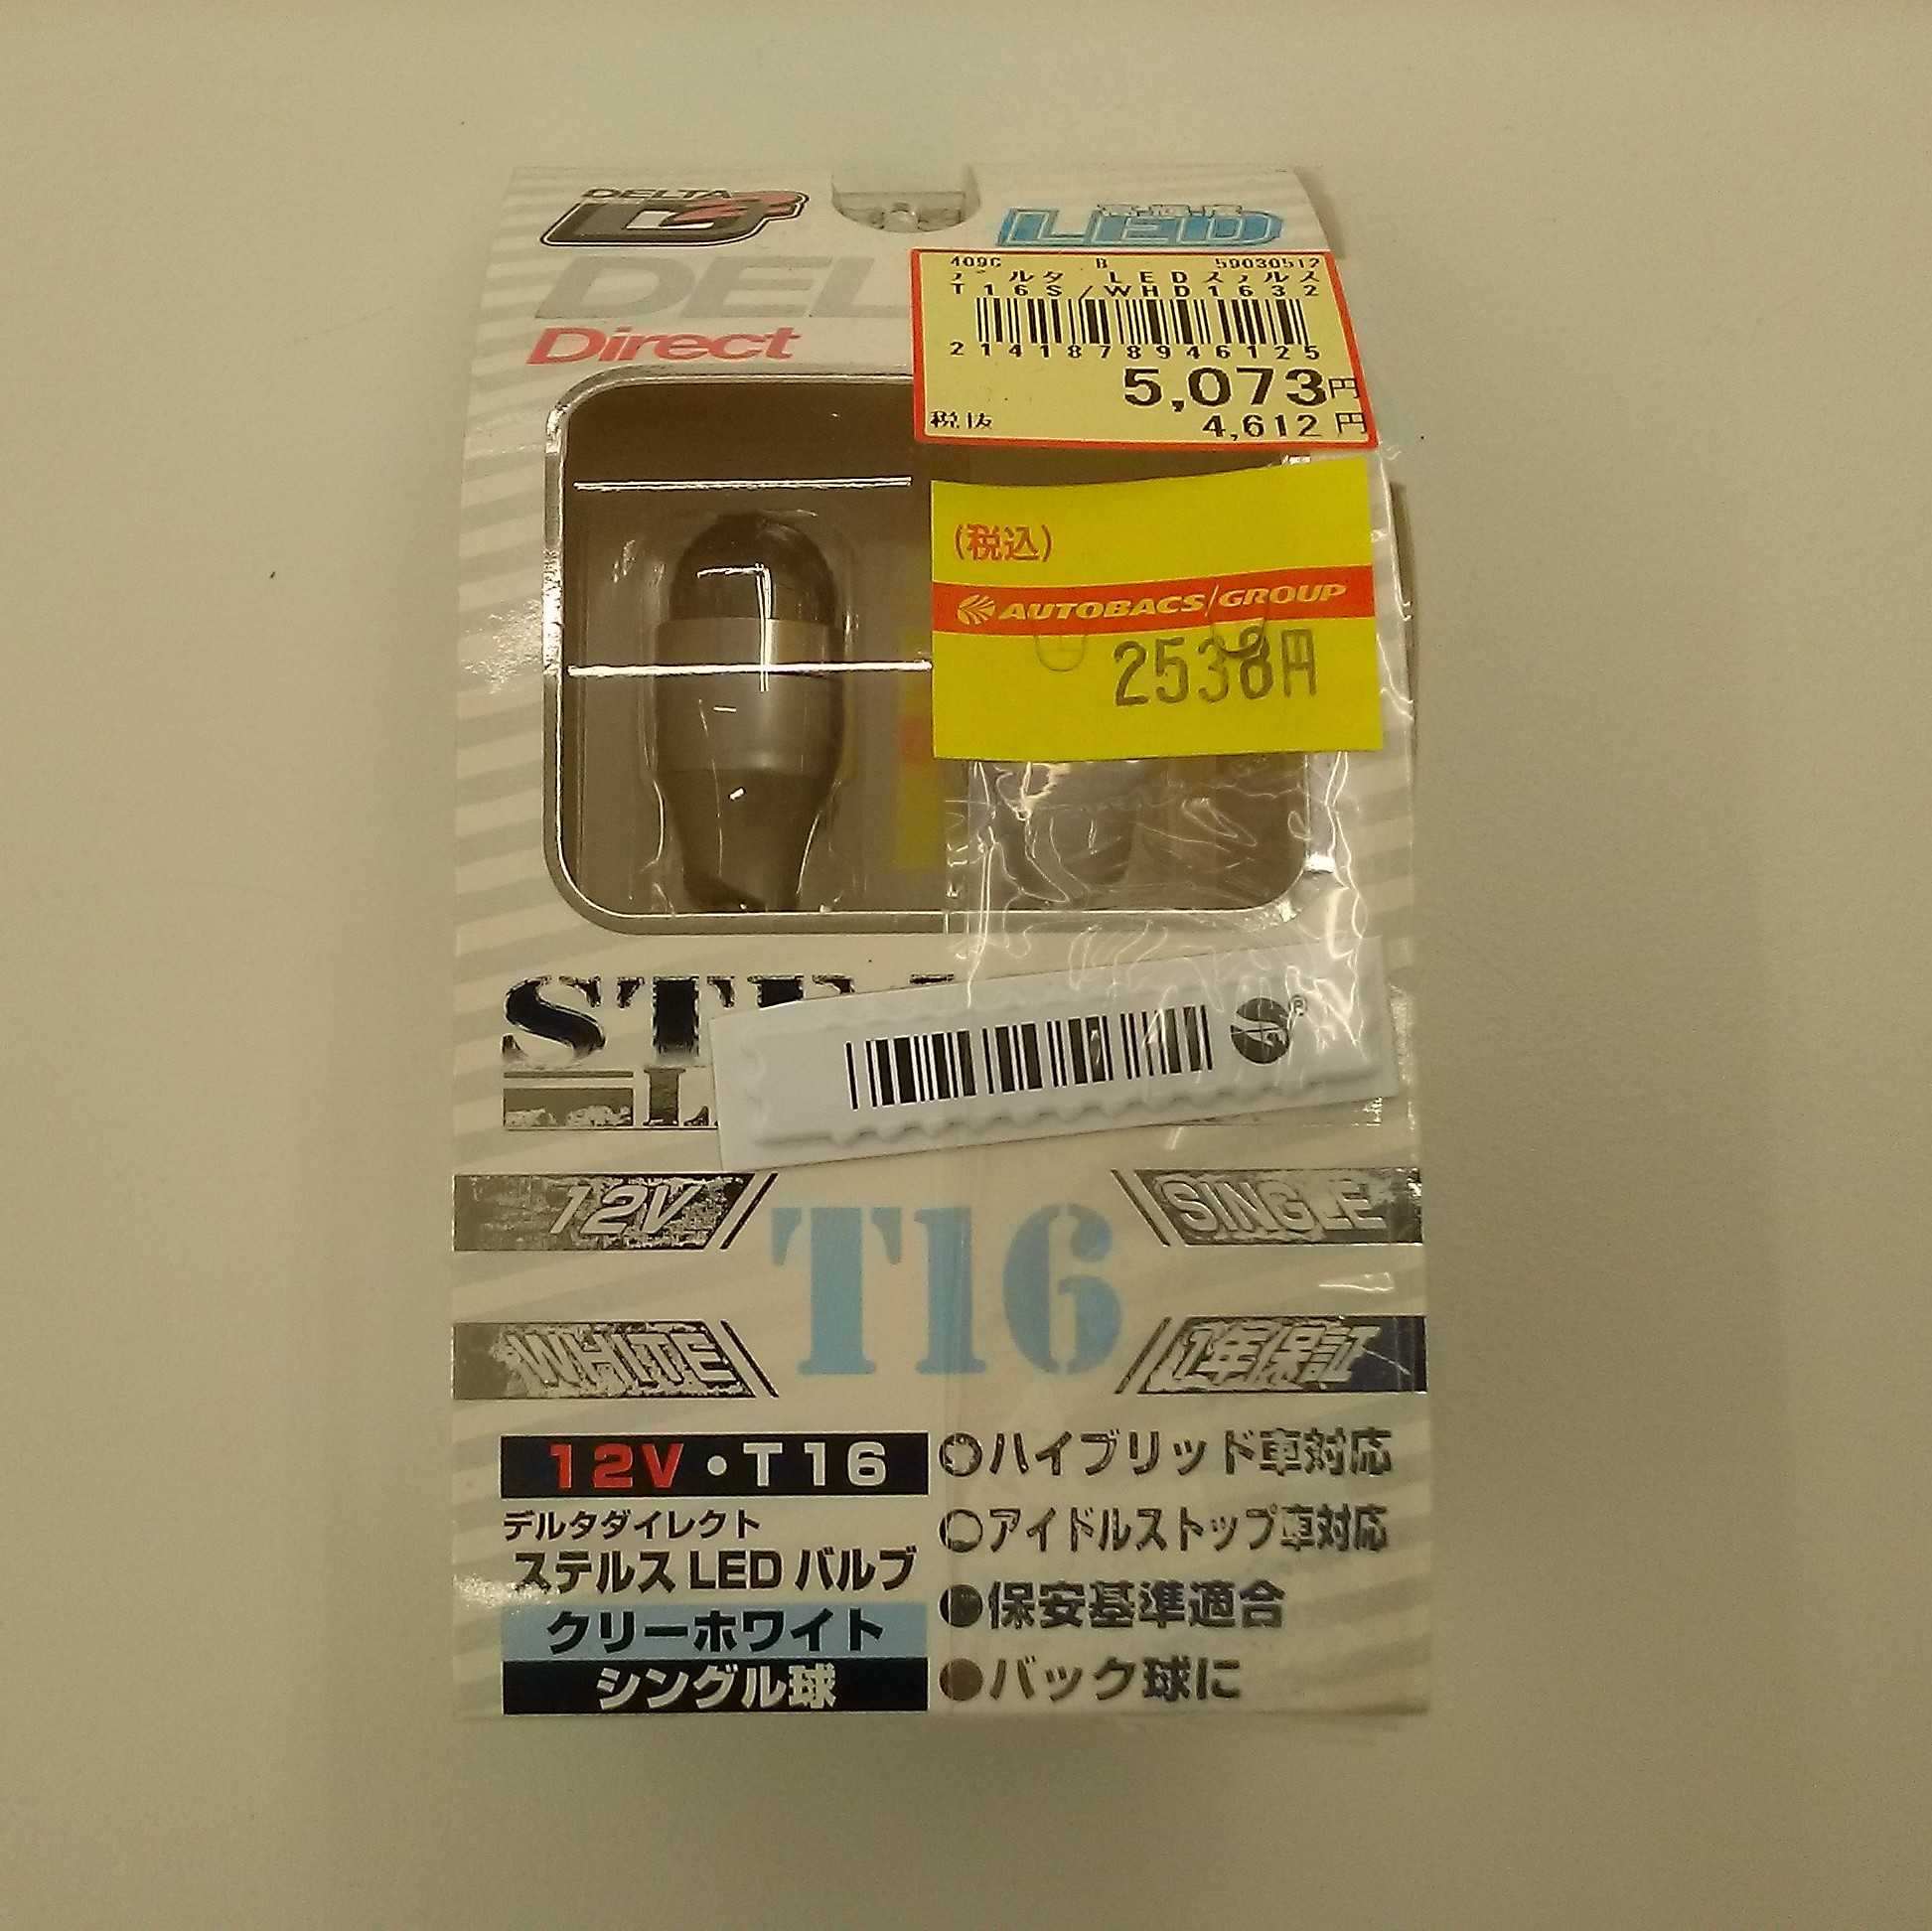 DELTA
LED
Direct
409C B 59030512
デルタ LEDステルス
T16S/WHD1632
2141878946125
5,073円
税抜 4,612円
(税込)
AUTOBACS/GROUP
2538円
12V
T16
SINGLE
WHITE
1年保証
12V・T16
デルタダイレクト
ステルス LED バルブ
クリーホワイト
シングル球
ハイブリッド車対応
アイドルストップ車対応
保安基準適合
バック球に